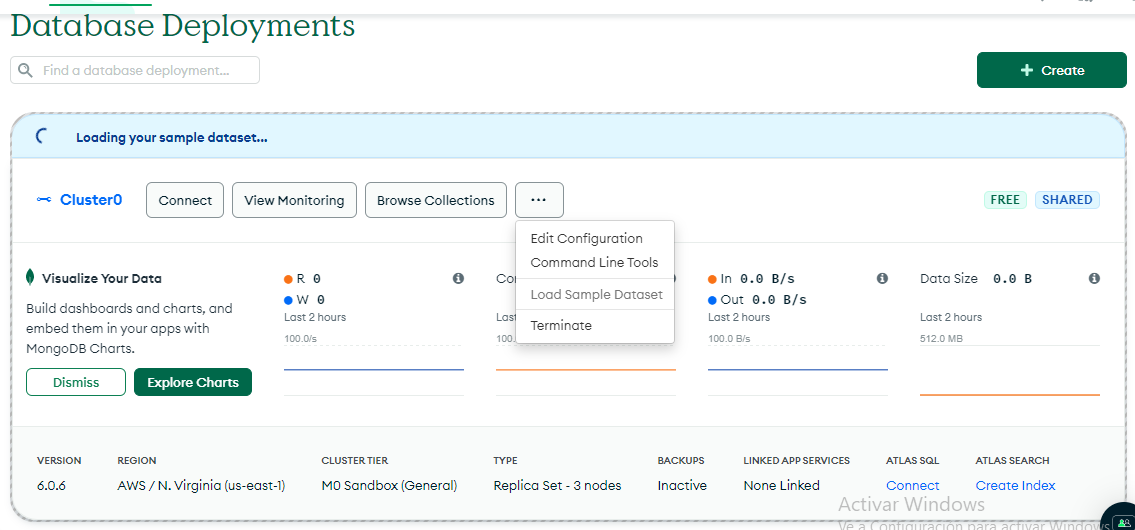 Database Deployments
Find a database deployment...
+ Create
Loading your sample dataset...
Cluster0
Connect
View Monitoring
Browse Collections
...
FREE
SHARED
Edit Configuration
Command Line Tools
Load Sample Dataset
Terminate
Visualize Your Data
Build dashboards and charts, and
embed them in your apps with
MongoDB Charts.
Dismiss
Explore Charts
R 0
W 0
Last 2 hours
100.0/s
In 0.0 B/s
Out 0.0 B/s
Last 2 hours
100.0 B/s
Data Size 0.0 B
Last 2 hours
512.0 MB
VERSION
6.0.6
REGION
AWS / N. Virginia (us-east-1)
CLUSTER TIER
M0 Sandbox (General)
TYPE
Replica Set - 3 nodes
BACKUPS
Inactive
LINKED APP SERVICES
None Linked
ATLAS SQL
Connect
ATLAS SEARCH
Create Index
Activar Windows
Ve a Configuración para activar Windows